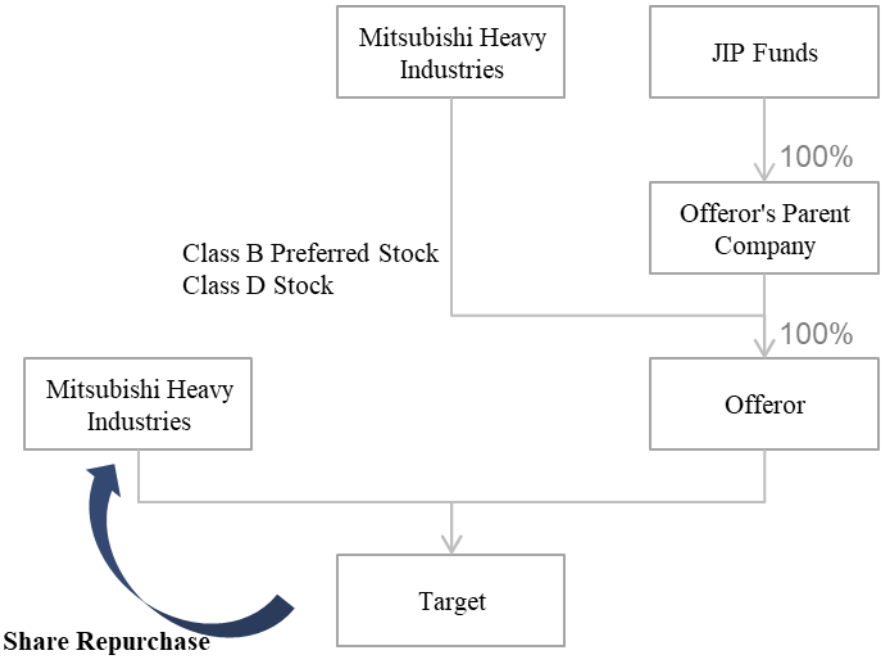 Mitsubishi Heavy
Industries
JIP Funds
100%
Offeror's Parent
Company
Class B Preferred Stock
Class D Stock
100%
Mitsubishi Heavy
Industries
Offeror
Target
Share Repurchase